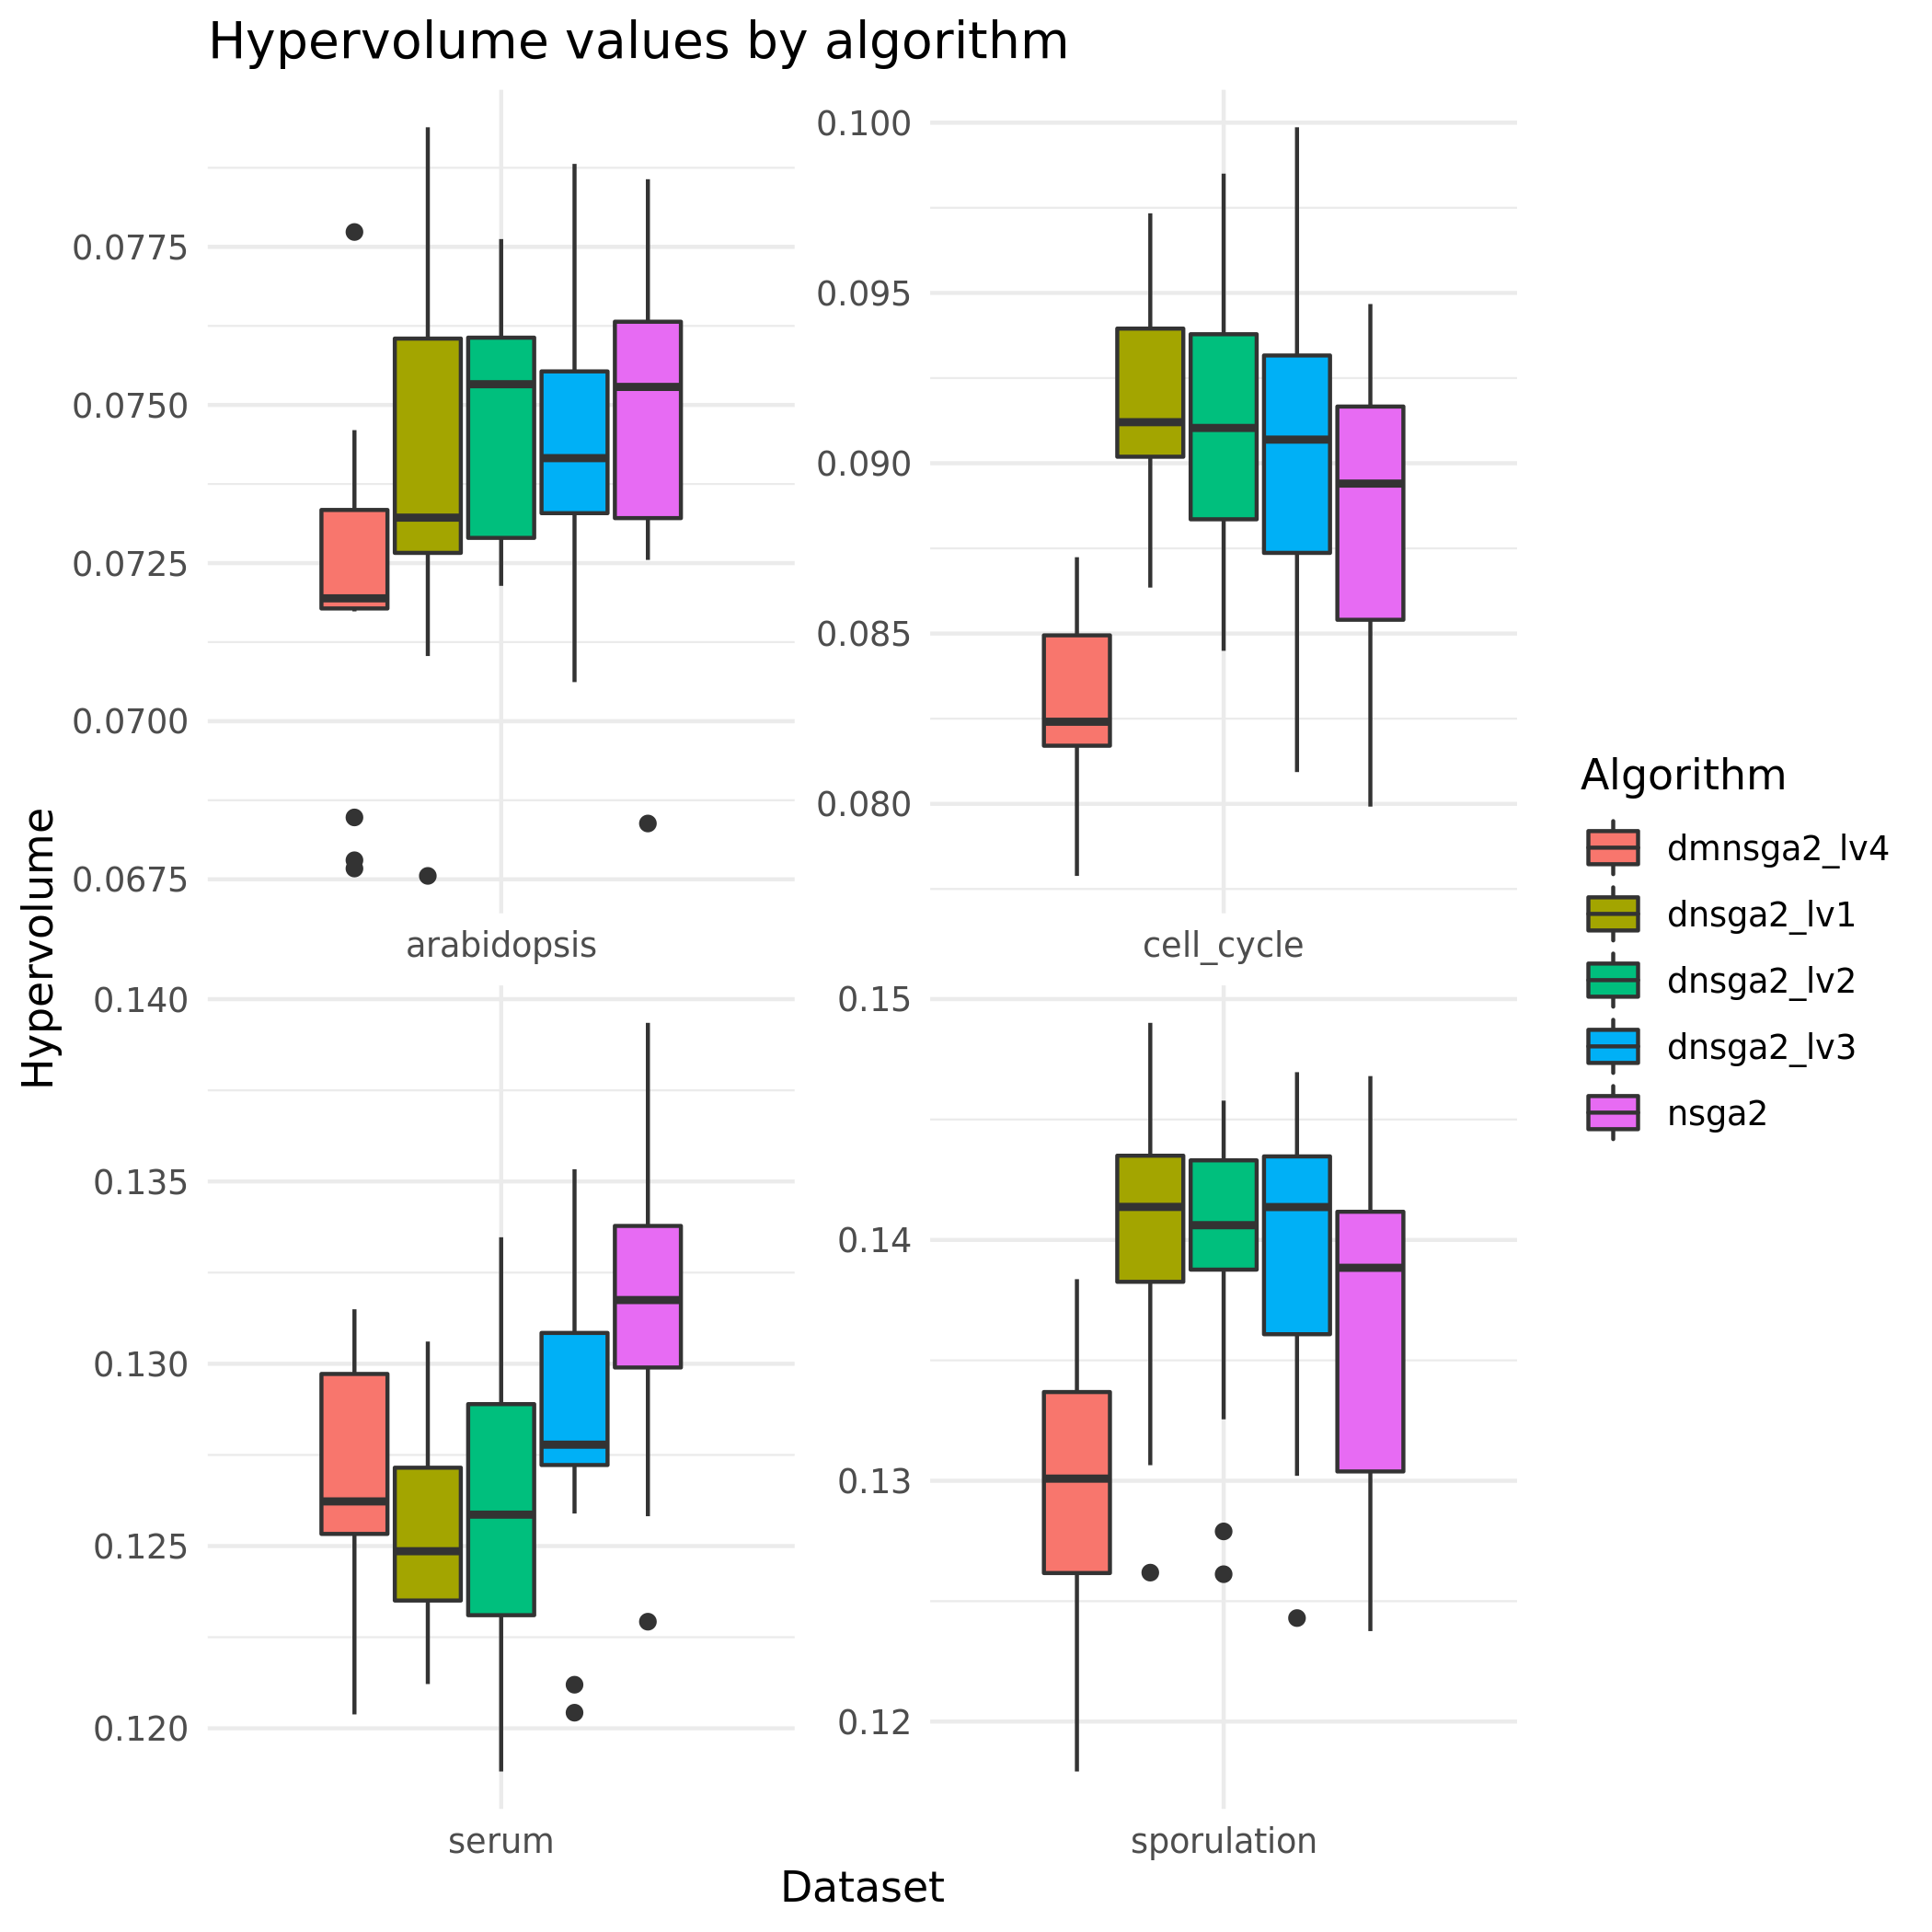 Hypervolume values by algorithm
0.0775
0.0750
0.0725
0.0700
0.0675
arabidopsis
0.100
0.095
0.090
0.085
0.080
cell_cycle
0.140
0.135
0.130
0.125
0.120
serum
0.15
0.14
0.13
0.12
sporulation
Hypervolume
Dataset
Algorithm
dmnsga2_lv4
dnsga2_lv1
dnsga2_lv2
dnsga2_lv3
nsga2